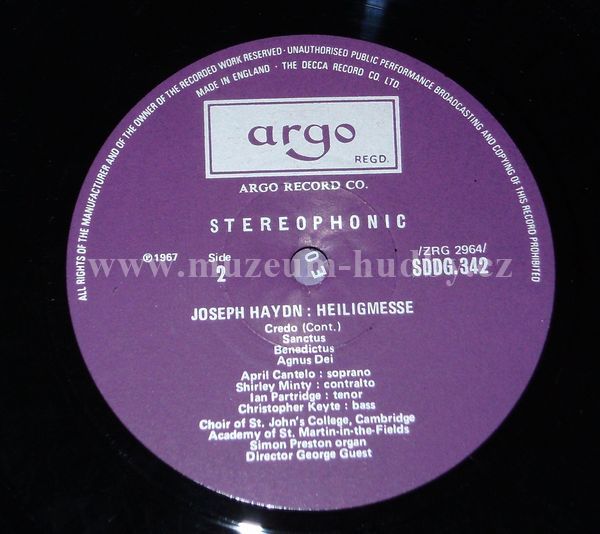 ALL RIGHTS OF THE MANUFACTURER AND OF THE OWNER OF THE RECORDED WORK RESERVED · UNAUTHORISED PUBLIC PERFORMANCE BROADCASTING AND COPYING OF THIS RECORD PROHIBITED
MADE IN ENGLAND · THE DECCA RECORD CO. LTD.
argo
REGD.
ARGO RECORD CO.
STEREOPHONIC
℗1967
Side
2
/ZRG 2964/
SDDG.342
www.muzeum-hudby.cz
JOSEPH HAYDN : HEILIGMESSE
Credo (Cont.)
Sanctus
Benedictus
Agnus Dei
April Cantelo : soprano
Shirley Minty : contralto
Ian Partridge : tenor
Christopher Keyte : bass
Choir of St. John's College, Cambridge
Academy of St. Martin-in-the-Fields
Simon Preston organ
Director George Guest